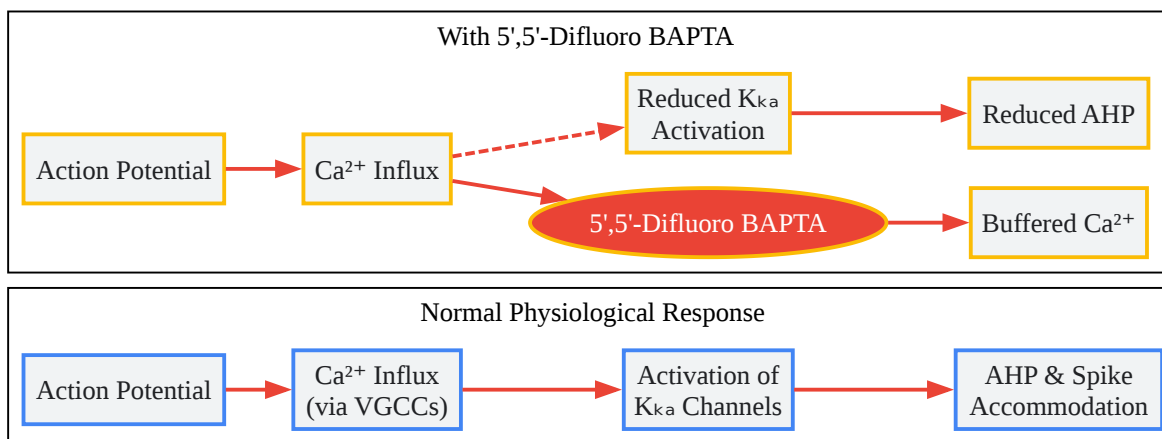 With 5',5'-Difluoro BAPTA
Action Potential
Ca²⁺ Influx
Reduced Kₖₐ
Activation
Reduced AHP
5',5'-Difluoro BAPTA
Buffered Ca²⁺
Normal Physiological Response
Action Potential
Ca²⁺ Influx
(via VGCCs)
Activation of
Kₖₐ Channels
AHP & Spike
Accommodation